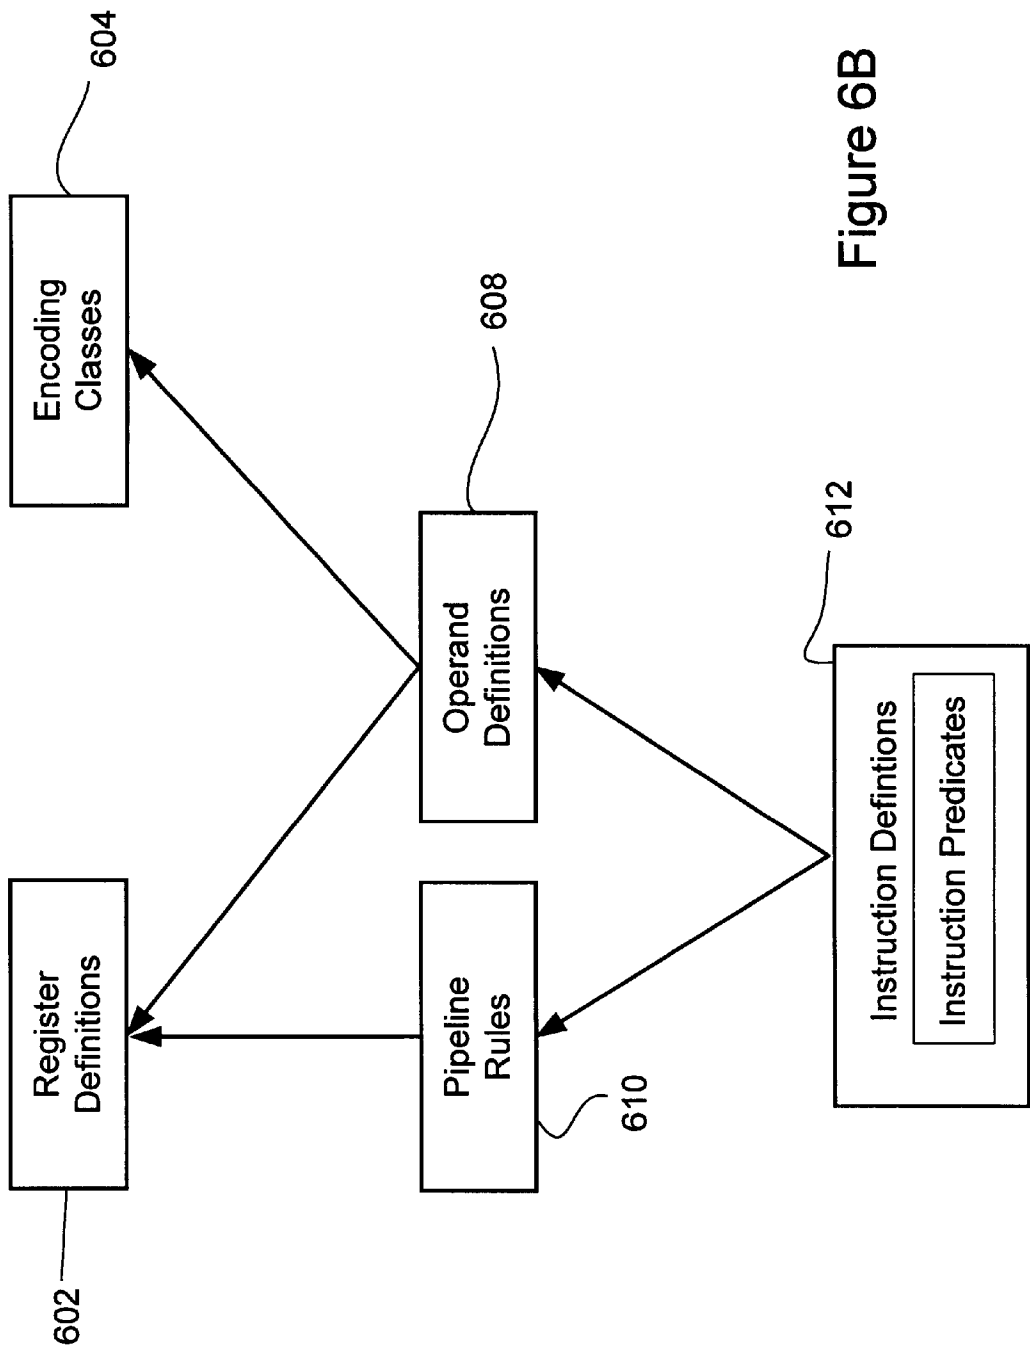 602
Register
Definitions
Encoding
Classes
604
Pipeline
Rules
610
Operand
Definitions
608
Instruction Defintions
Instruction Predicates
612
Figure 6B